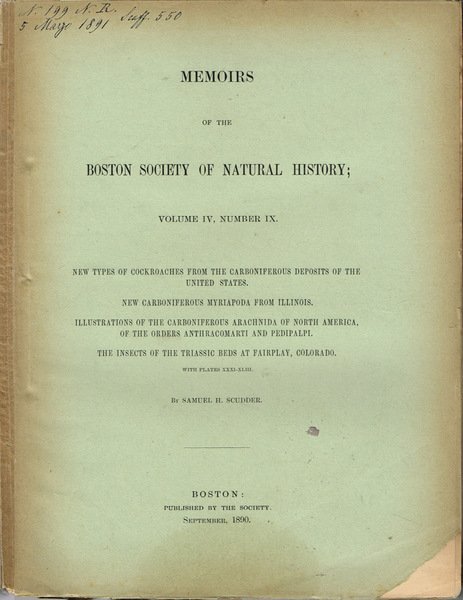 N. 199 N. R.
5 Marzo 1891 Scaff. 550
MEMOIRS
OF THE
BOSTON SOCIETY OF NATURAL HISTORY;
VOLUME IV, NUMBER IX.
NEW TYPES OF COCKROACHES FROM THE CARBONIFEROUS DEPOSITS OF THE
UNITED STATES.
NEW CARBONIFEROUS MYRIAPODA FROM ILLINOIS.
ILLUSTRATIONS OF THE CARBONIFEROUS ARACHNIDA OF NORTH AMERICA,
OF THE ORDERS ANTHRACOMARTI AND PEDIPALPI.
THE INSECTS OF THE TRIASSIC BEDS AT FAIRPLAY, COLORADO.
WITH PLATES XXXI-XLIII.
BY SAMUEL H. SCUDDER.
BOSTON:
PUBLISHED BY THE SOCIETY.
SEPTEMBER, 1890.